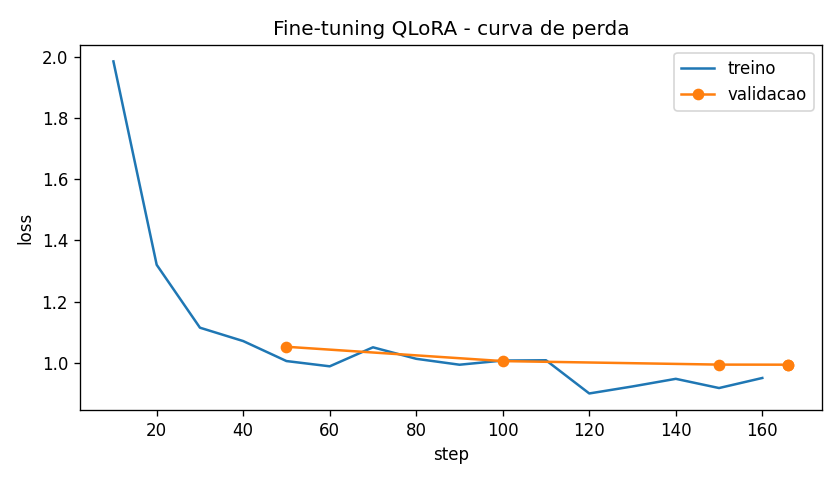 Fine-tuning QLoRA - curva de perda
treino
validacao
loss
2.0
1.8
1.6
1.4
1.2
1.0
20 40 60 80 100 120 140 160
step